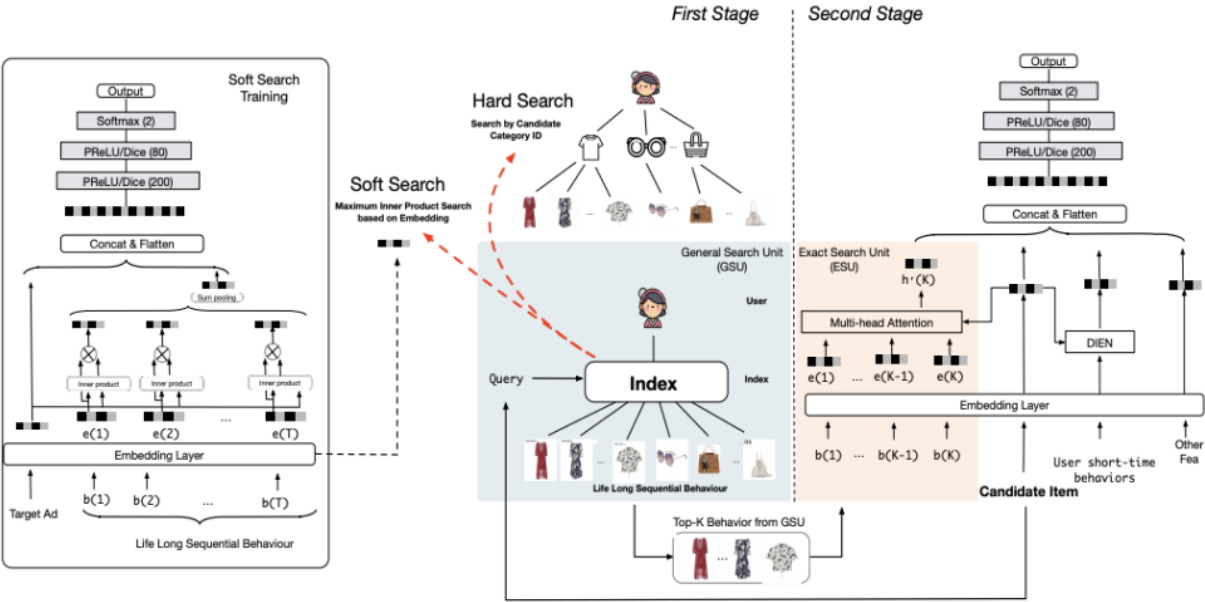 First Stage
Second Stage
Soft Search
Training
Output
Softmax (2)
PReLU/Dice (80)
PReLU/Dice (200)
Concat & Flatten
Sum pooling
Inner product
Inner product
Inner product
e(1)
e(2)
...
e(T)
Embedding Layer
Target Ad
b(1)
b(2)
...
b(T)
Life Long Sequential Behaviour
Hard Search
Search by Candidate
Category ID
Soft Search
Maximum Inner Product Search
based on Embedding
...
...
...
General Search Unit
(GSU)
User
Query
Index
Index
...
...
Life Long Sequential Behaviour
Top-K Behavior from GSU
...
Exact Search Unit
(ESU)
h'(K)
Multi-head Attention
e(1)
...
e(K-1)
e(K)
Embedding Layer
b(1)
...
b(K-1)
b(K)
Output
Softmax (2)
PReLU/Dice (80)
PReLU/Dice (200)
Concat & Flatten
DIEN
Candidate Item
User short-time
behaviors
Other
Fea